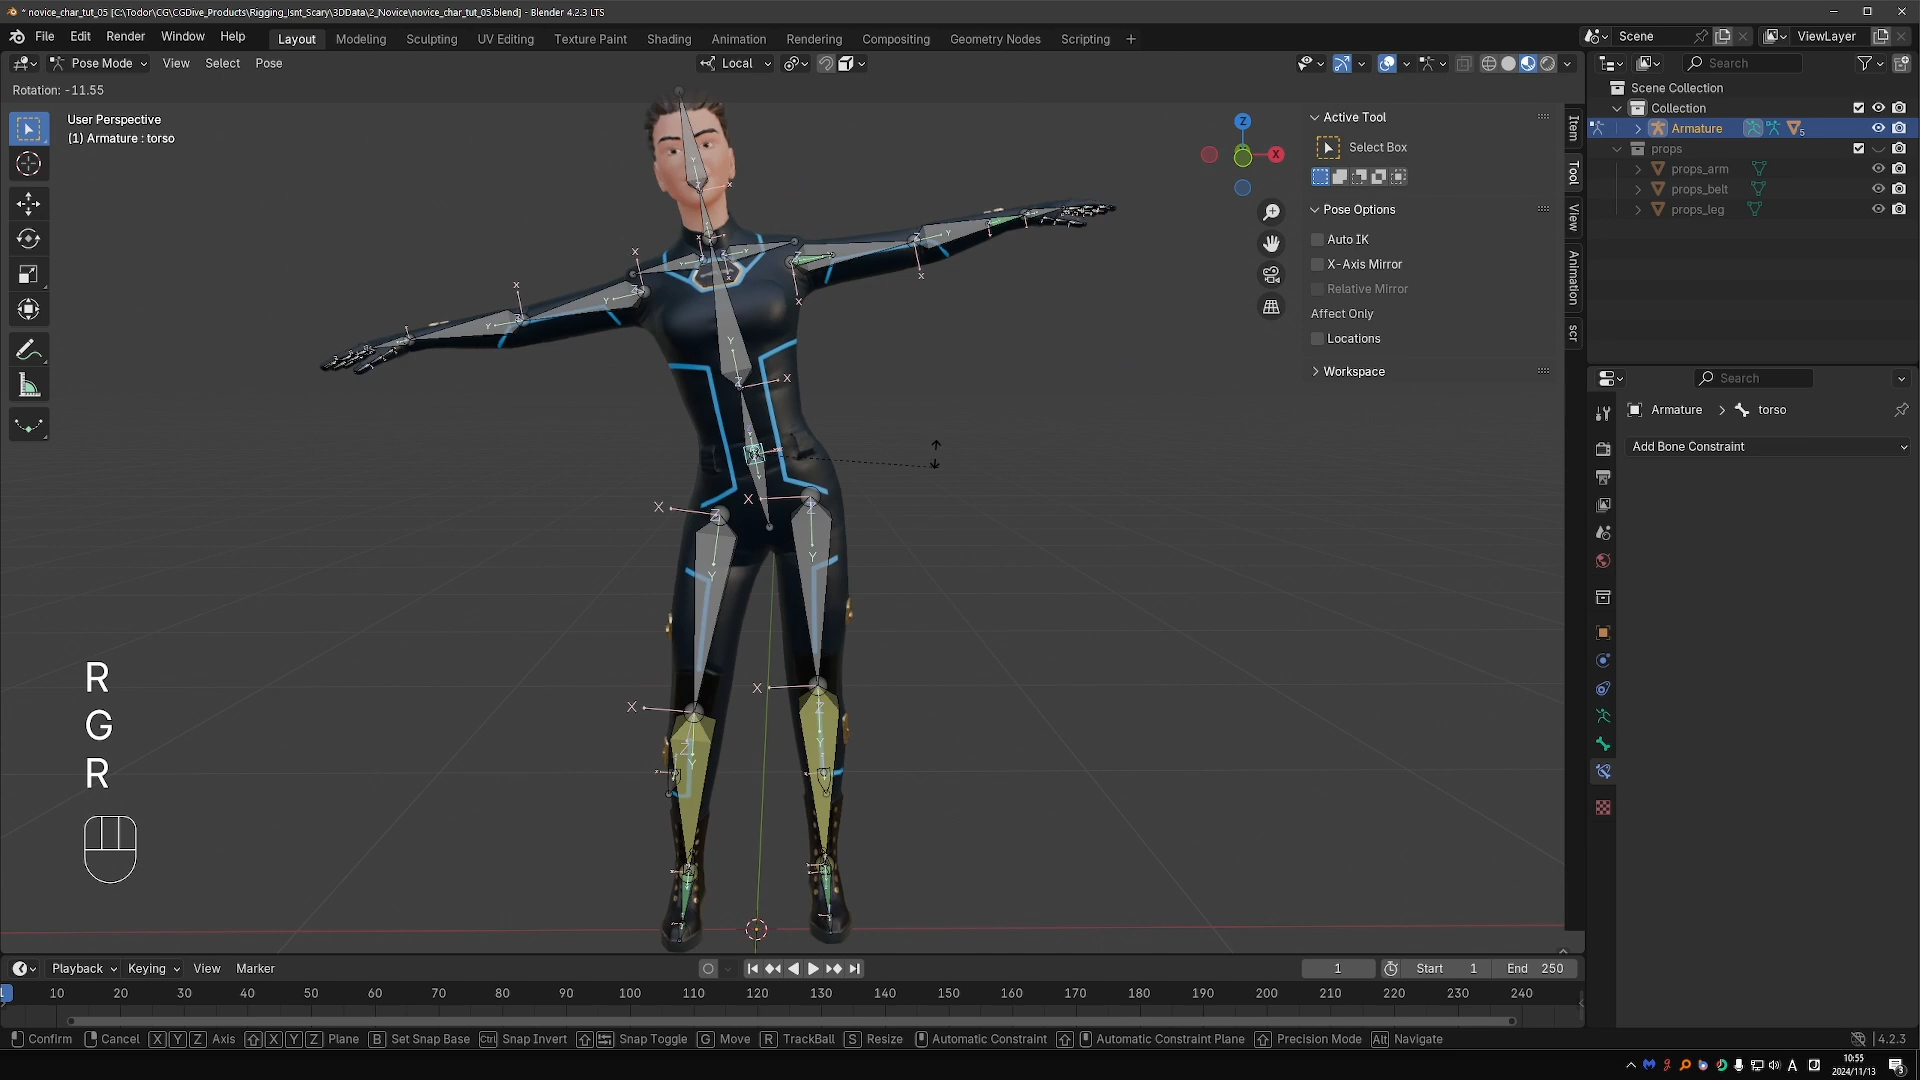 * novice_char_tut_05 [C:\Todor\CG\CGDive_Products\Rigging_Isnt_Scary\3DData\2_Novice\novice_char_tut_05.blend] - Blender 4.2.3 LTS
File Edit Render Window Help Layout Modeling Sculpting UV Editing Texture Paint Shading Animation Rendering Compositing Geometry Nodes Scripting + Scene ViewLayer
Pose Mode View Select Pose Local Search
Rotation: -11.55
User Perspective
(1) Armature : torso
Scene Collection
Collection
Armature 5
props
props_arm
props_belt
props_leg
Active Tool
Select Box
Pose Options
Auto IK
X-Axis Mirror
Relative Mirror
Affect Only
Locations
Workspace
Item
Tool
View
Animation
scr
Z
X
Search
Armature torso
Add Bone Constraint
R
G
R
Playback Keying View Marker 1 Start 1 End 250
1 10 20 30 40 50 60 70 80 90 100 110 120 130 140 150 160 170 180 190 200 210 220 230 240
Confirm Cancel X Y Z Axis X Y Z Plane B Set Snap Base Ctrl Snap Invert Snap Toggle G Move R TrackBall S Resize Automatic Constraint Automatic Constraint Plane Precision Mode Alt Navigate 4.2.3
A 10:55
2024/11/13 3